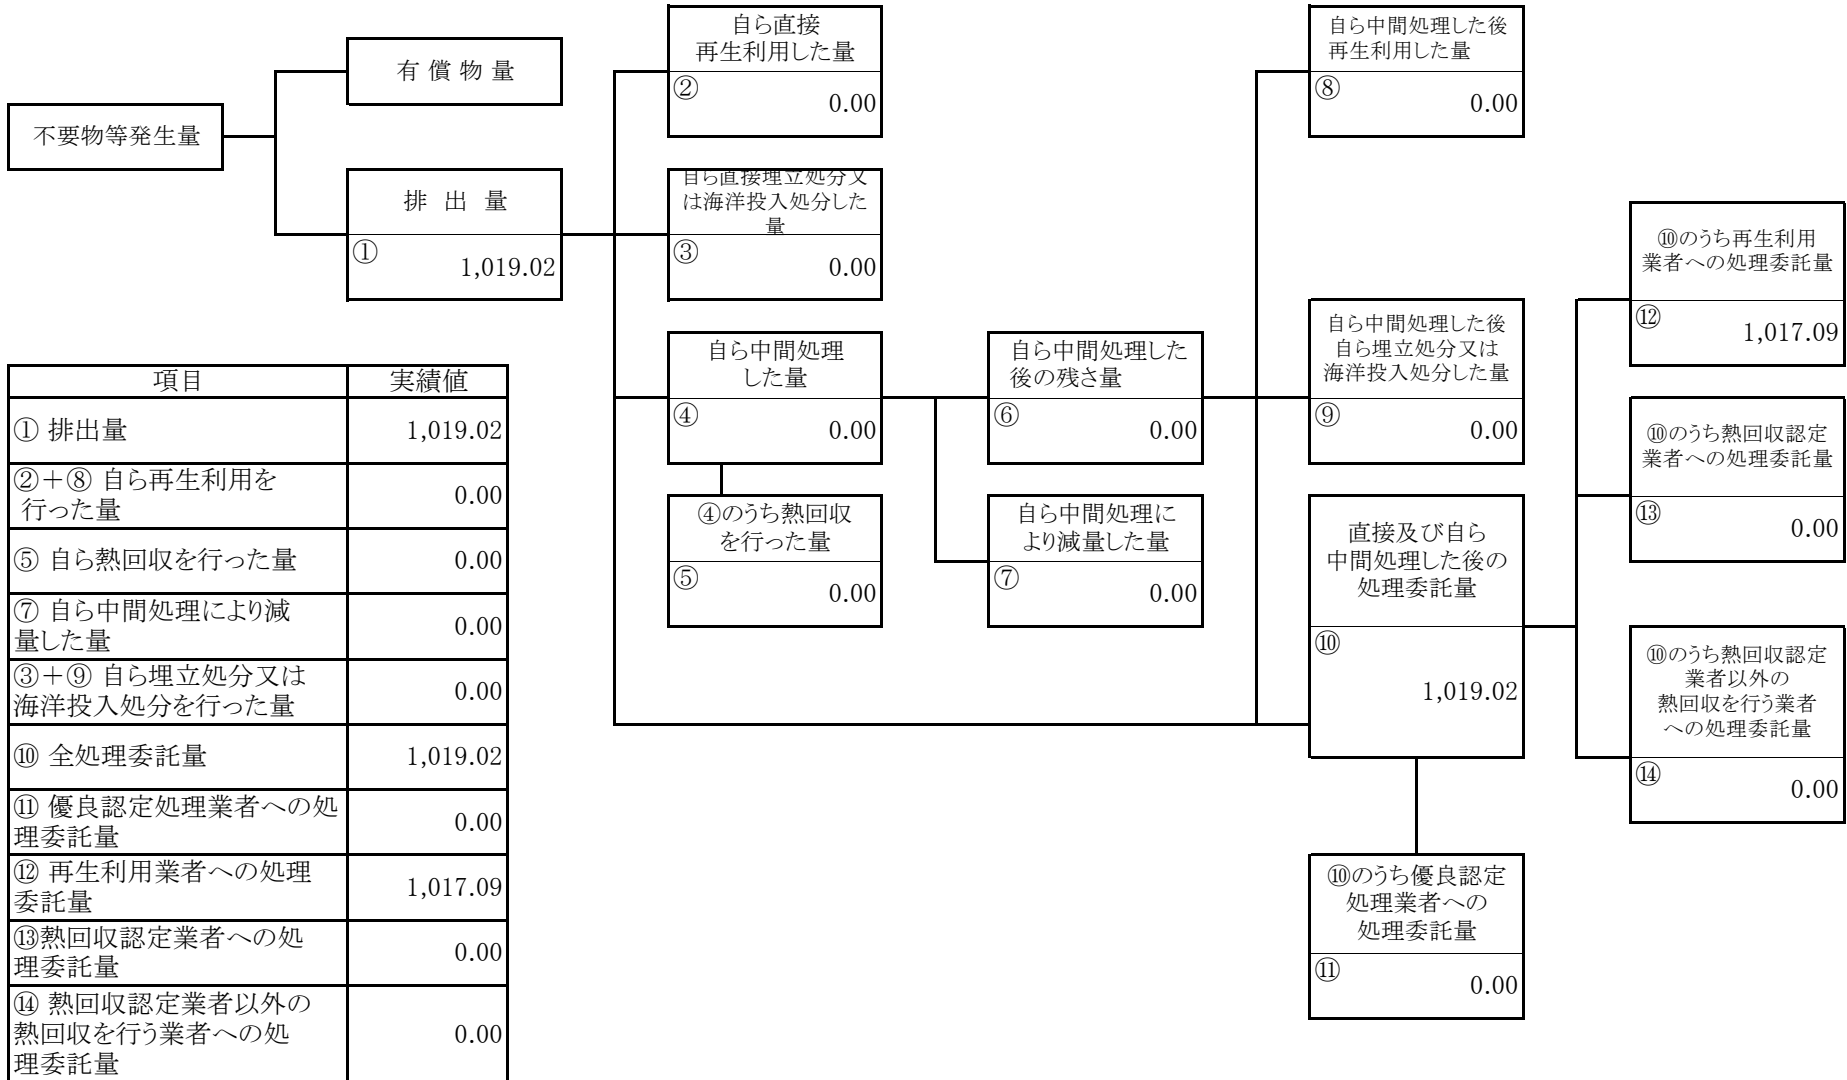 不要物等発生量
有 償 物 量
排 出 量
①
1,019.02
自ら直接
再生利用した量
②
0.00
自ら直接埋立処分又
は海洋投入処分した
量
③
0.00
自ら中間処理
した量
④
0.00
④のうち熱回収
を行った量
⑤
0.00
自ら中間処理した
後の残さ量
⑥
0.00
自ら中間処理に
より減量した量
⑦
0.00
自ら中間処理した後
再生利用した量
⑧
0.00
自ら中間処理した後
自ら埋立処分又は
海洋投入処分した量
⑨
0.00
直接及び自ら
中間処理した後の
処理委託量
⑩
1,019.02
⑩のうち優良認定
処理業者への
処理委託量
⑪
0.00
⑩のうち再生利用
業者への処理委託量
⑫
1,017.09
⑩のうち熱回収認定
業者への処理委託量
⑬
0.00
⑩のうち熱回収認定
業者以外の
熱回収を行う業者
への処理委託量
⑭
0.00
項目 実績値
① 排出量 1,019.02
②＋⑧ 自ら再生利用を
行った量 0.00
⑤ 自ら熱回収を行った量 0.00
⑦ 自ら中間処理により減
量した量 0.00
③＋⑨ 自ら埋立処分又は
海洋投入処分を行った量 0.00
⑩ 全処理委託量 1,019.02
⑪ 優良認定処理業者への処
理委託量 0.00
⑫ 再生利用業者への処理
委託量 1,017.09
⑬熱回収認定業者への処
理委託量 0.00
⑭ 熱回収認定業者以外の
熱回収を行う業者への処
理委託量 0.00